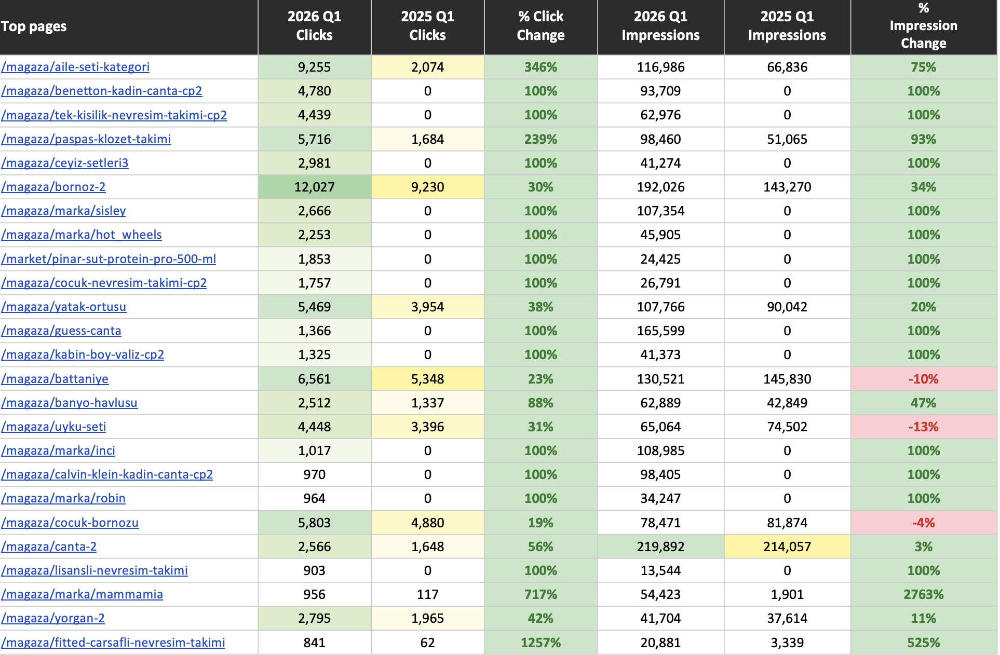 Top pages 2026 Q1 Clicks 2025 Q1 Clicks % Click Change 2026 Q1 Impressions 2025 Q1 Impressions % Impression Change
/magaza/aile-seti-kategori 9,255 2,074 346% 116,986 66,836 75%
/magaza/benetton-kadin-canta-cp2 4,780 0 100% 93,709 0 100%
/magaza/tek-kisilik-nevresim-takimi-cp2 4,439 0 100% 62,976 0 100%
/magaza/paspas-klozet-takimi 5,716 1,684 239% 98,460 51,065 93%
/magaza/ceyiz-setleri3 2,981 0 100% 41,274 0 100%
/magaza/bornoz-2 12,027 9,230 30% 192,026 143,270 34%
/magaza/marka/sisley 2,666 0 100% 107,354 0 100%
/magaza/marka/hot_wheels 2,253 0 100% 45,905 0 100%
/market/pinar-sut-protein-pro-500-ml 1,853 0 100% 24,425 0 100%
/magaza/cocuk-nevresim-takimi-cp2 1,757 0 100% 26,791 0 100%
/magaza/yatak-ortusu 5,469 3,954 38% 107,766 90,042 20%
/magaza/guess-canta 1,366 0 100% 165,599 0 100%
/magaza/kabin-boy-valiz-cp2 1,325 0 100% 41,373 0 100%
/magaza/battaniye 6,561 5,348 23% 130,521 145,830 -10%
/magaza/banyo-havlusu 2,512 1,337 88% 62,889 42,849 47%
/magaza/uyku-seti 4,448 3,396 31% 65,064 74,502 -13%
/magaza/marka/inci 1,017 0 100% 108,985 0 100%
/magaza/calvin-klein-kadin-canta-cp2 970 0 100% 98,405 0 100%
/magaza/marka/robin 964 0 100% 34,247 0 100%
/magaza/cocuk-bornozu 5,803 4,880 19% 78,471 81,874 -4%
/magaza/canta-2 2,566 1,648 56% 219,892 214,057 3%
/magaza/lisansli-nevresim-takimi 903 0 100% 13,544 0 100%
/magaza/marka/mammamia 956 117 717% 54,423 1,901 2763%
/magaza/yorgan-2 2,795 1,965 42% 41,704 37,614 11%
/magaza/fitted-carsafli-nevresim-takimi 841 62 1257% 20,881 3,339 525%